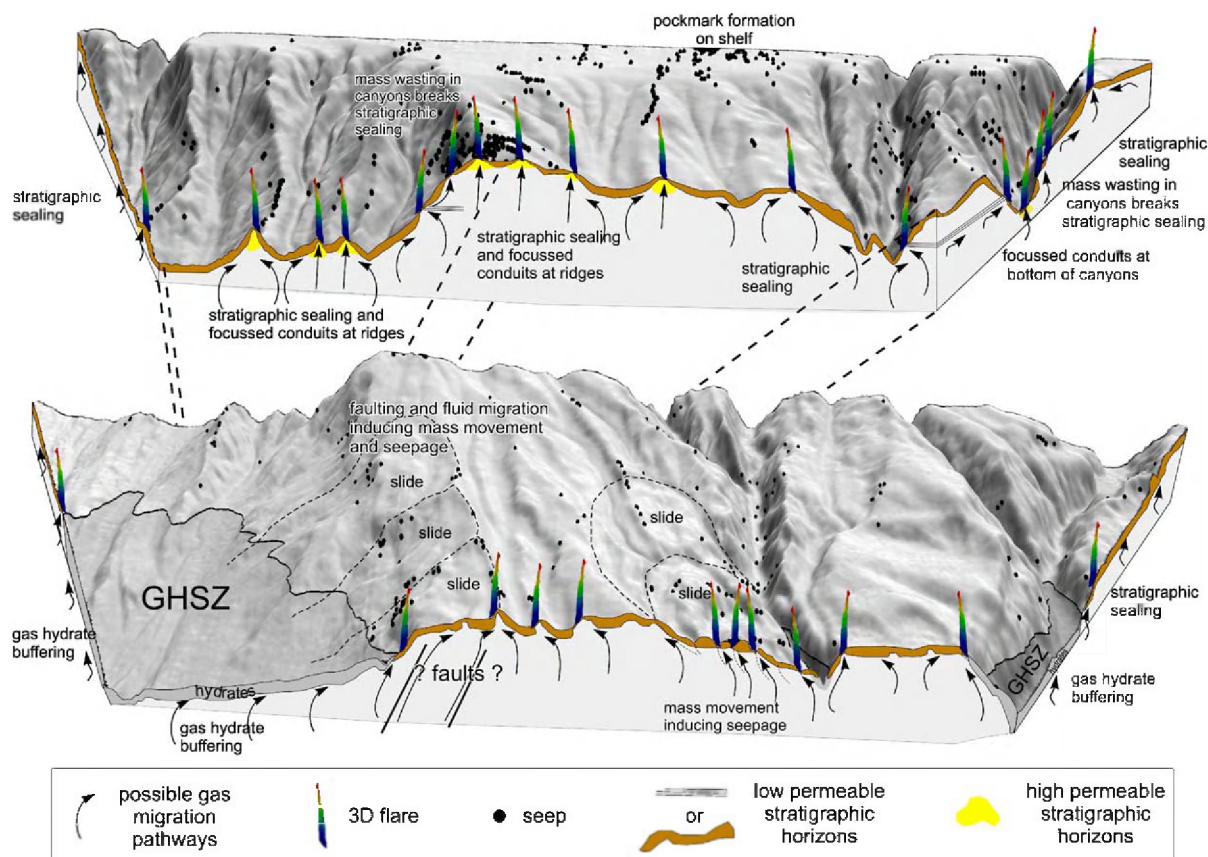 pockmark formation
on shelf
mass wasting in
canyons breaks
stratigraphic
sealing
stratigraphic
sealing
stratigraphic
sealing
mass wasting in
canyons breaks
stratigraphic sealing
stratigraphic sealing
and focussed
conduits at ridges
stratigraphic
sealing
focussed conduits at
bottom of canyons
stratigraphic sealing and
focussed conduits at ridges
faulting and fluid migration
inducing mass movement
and seepage
slide
slide
slide
slide
slide
GHSZ
gas hydrate
buffering
hydrates
gas hydrate
buffering
? faults ?
mass movement
inducing seepage
stratigraphic
sealing
GHSZ
hydrates
gas hydrate
buffering
possible gas
migration
pathways
3D flare
seep
or
low permeable
stratigraphic
horizons
high permeable
stratigraphic
horizons